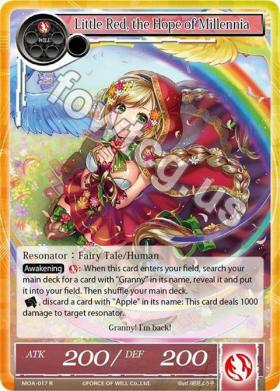 Little Red, the Hope of Millennia
WILL
fowtcg.us
Resonator : Fairy Tale/Human
Awakening : When this card enters your field, search
your main deck for a card with "Granny" in its name, reveal it and put
it into your hand. Then shuffle your main deck.
, discard a card with "Apple" in its name: This card deals 1000
damage to target resonator.
Granny! I'm back!
ATK 200/ DEF 200
MOA-017 R ©FORCE OF WILL Co.,Ltd.